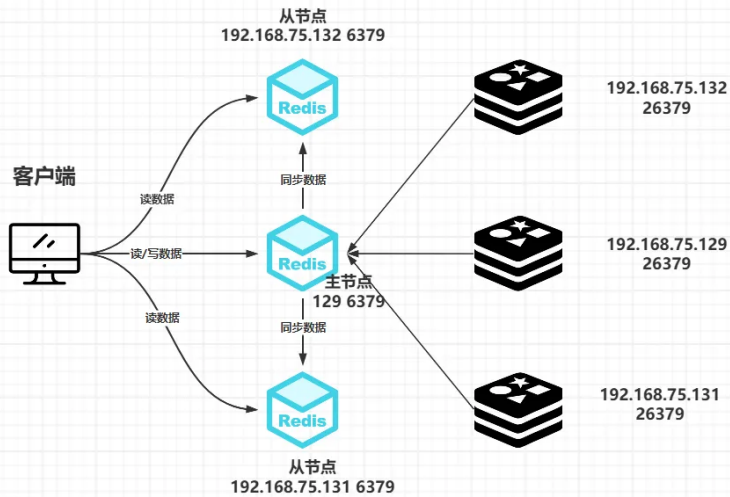 从节点
192.168.75.132 6379
Redis
192.168.75.132
26379
同步数据
客户端
读数据
读/写数据
Redis
主节点
129 6379
192.168.75.129
26379
读数据
同步数据
Redis
192.168.75.131
26379
从节点
192.168.75.131 6379